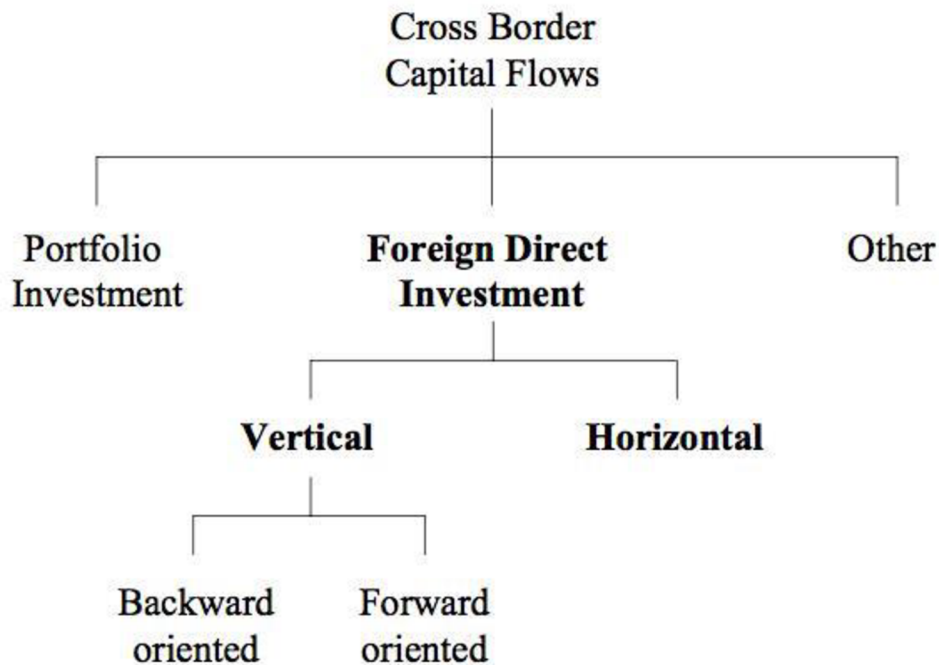 Cross Border
Capital Flows
Portfolio
Investment
Foreign Direct
Investment
Other
Vertical
Horizontal
Backward
oriented
Forward
oriented